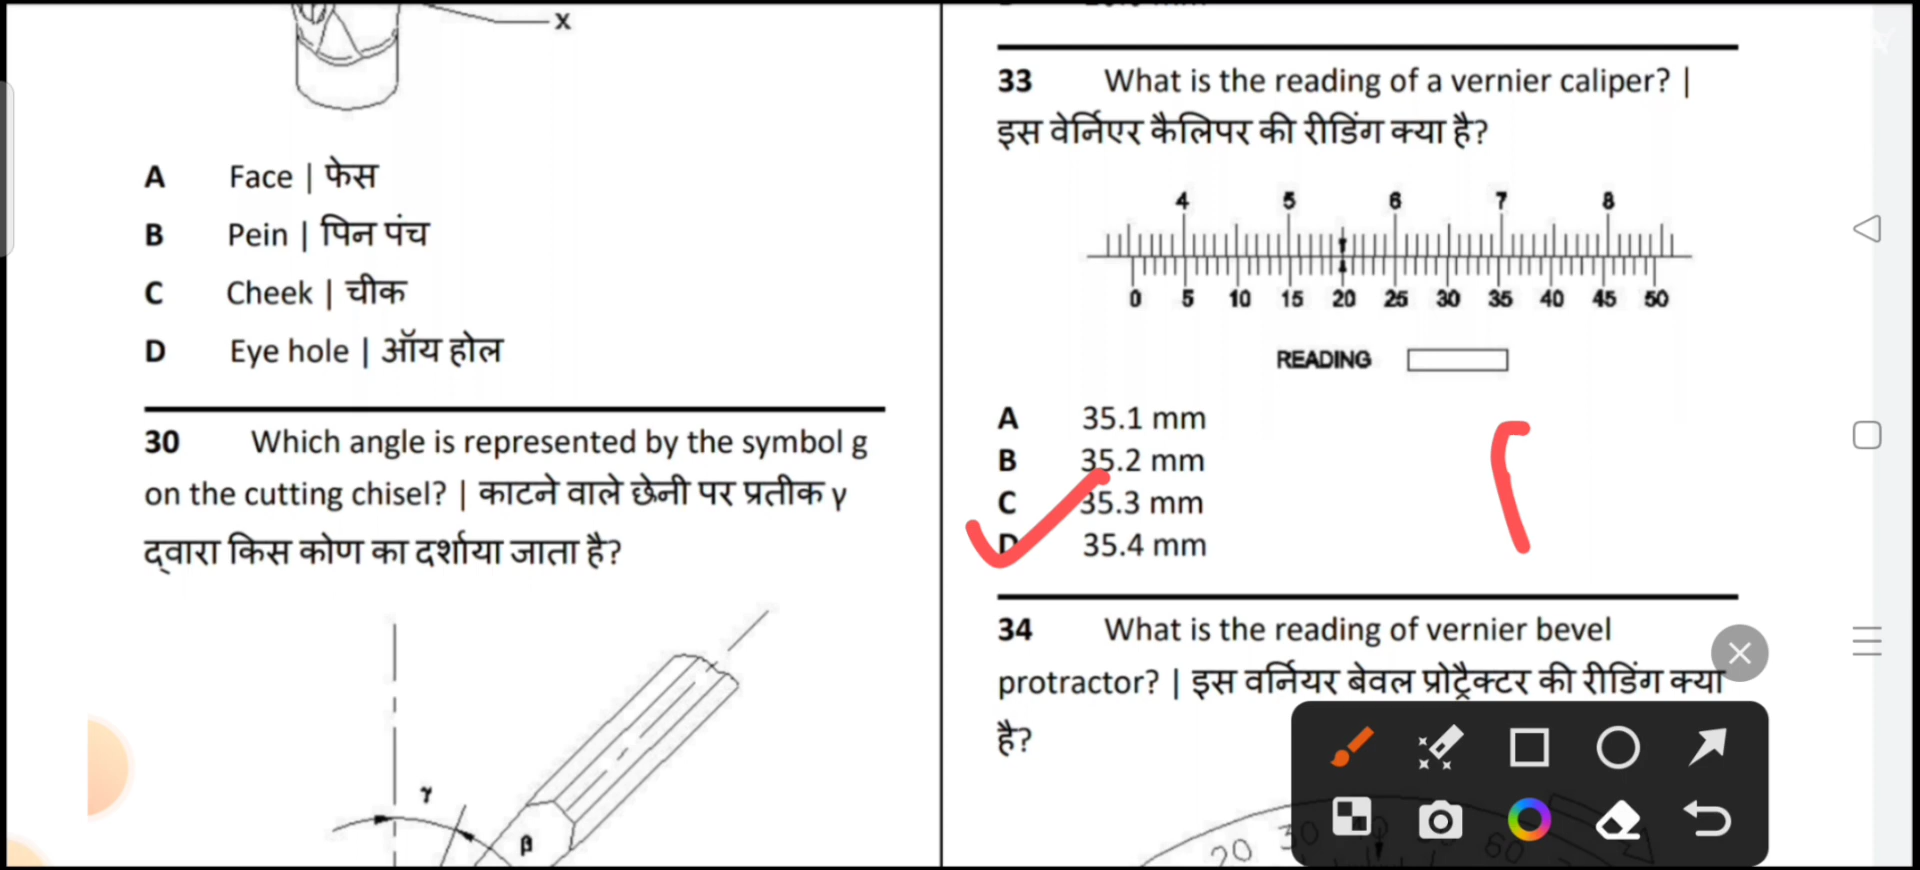 X
A Face | फेस
B Pein | पिन पंच
C Cheek | चीक
D Eye hole | ऑय होल
30 Which angle is represented by the symbol g
on the cutting chisel? | काटने वाले छेनी पर प्रतीक γ
द्वारा किस कोण का दर्शाया जाता है?
γ
β
33 What is the reading of a vernier caliper? |
इस वेर्निएर कैलिपर की रीडिंग क्या है?
4 5 6 7 8
0 5 10 15 20 25 30 35 40 45 50
READING
A 35.1 mm
B 35.2 mm
C 35.3 mm
D 35.4 mm
34 What is the reading of vernier bevel
protractor? | इस वर्नियर बेवल प्रोट्रैक्टर की रीडिंग क्या
है?
20 30 60